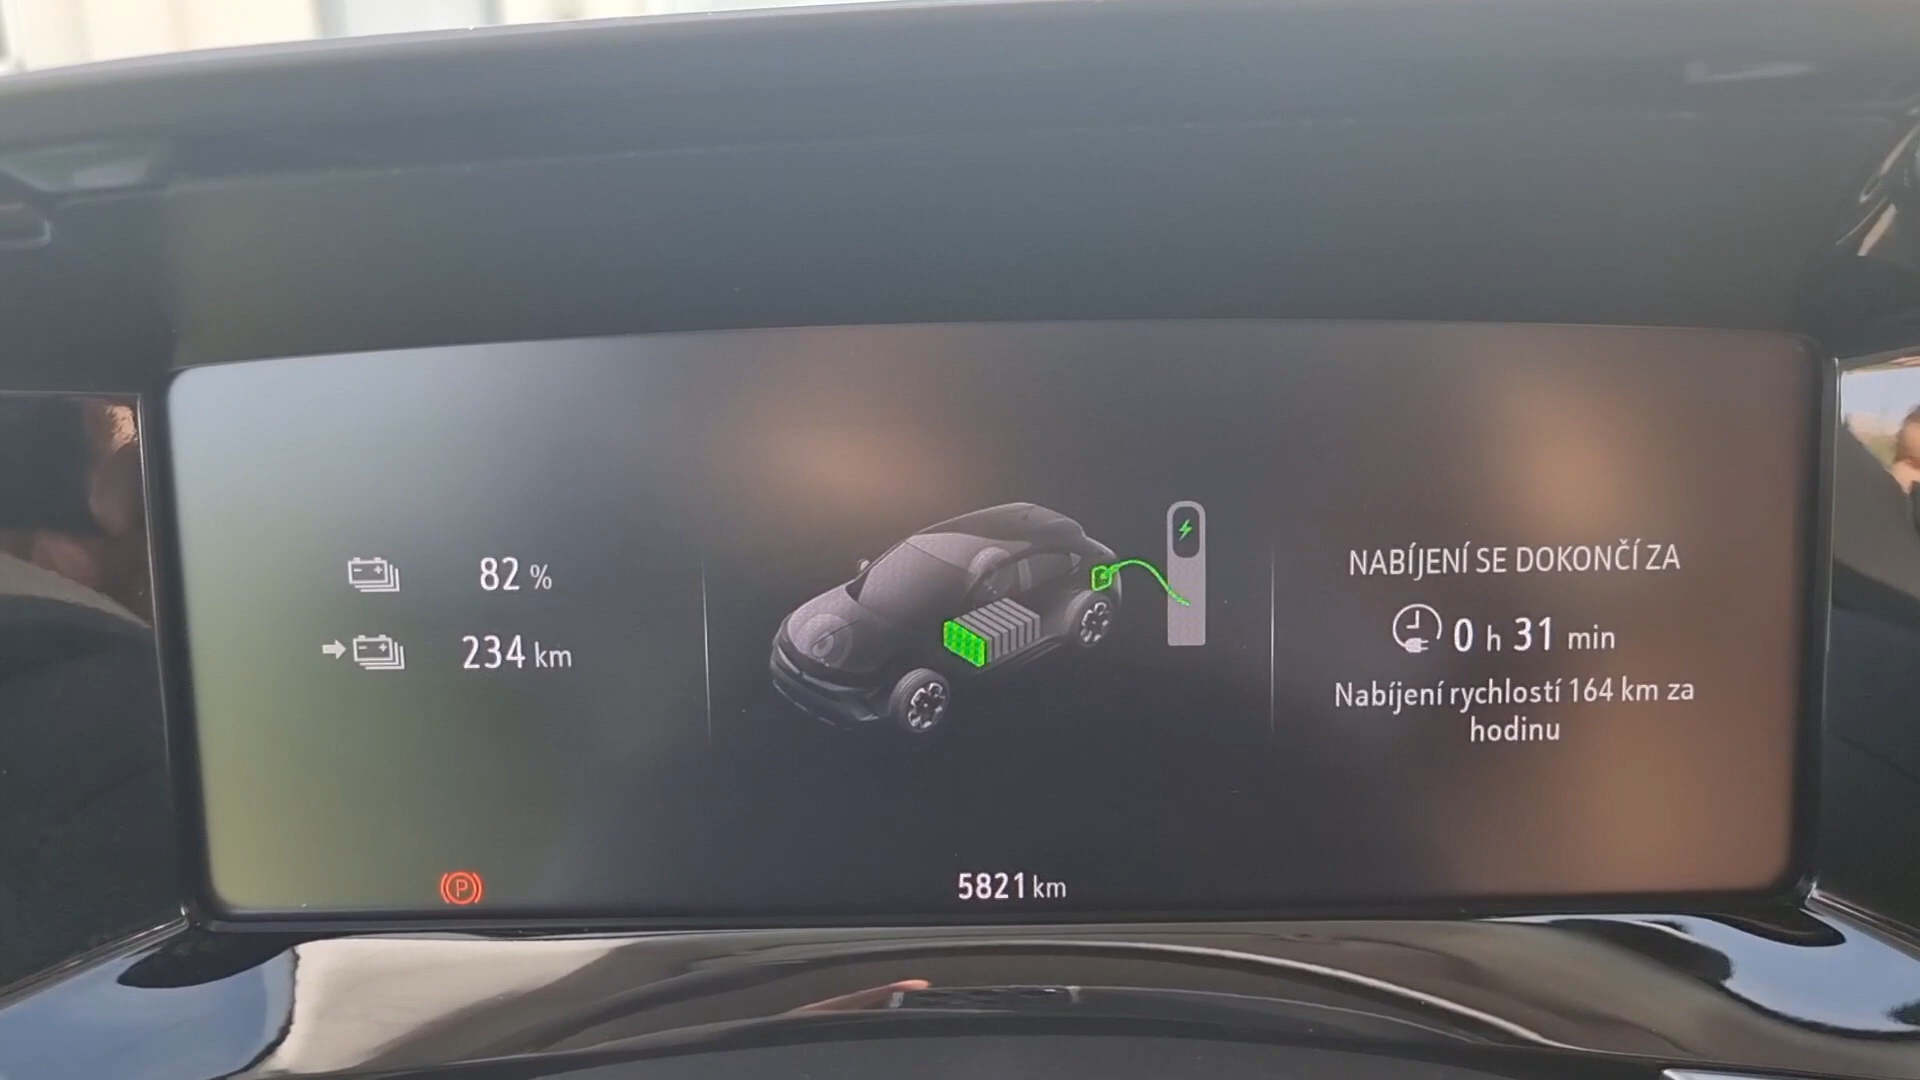 82 %
234 km
NABÍJENÍ SE DOKONČÍ ZA
0 h 31 min
Nabíjení rychlostí 164 km za
hodinu
P
5821 km